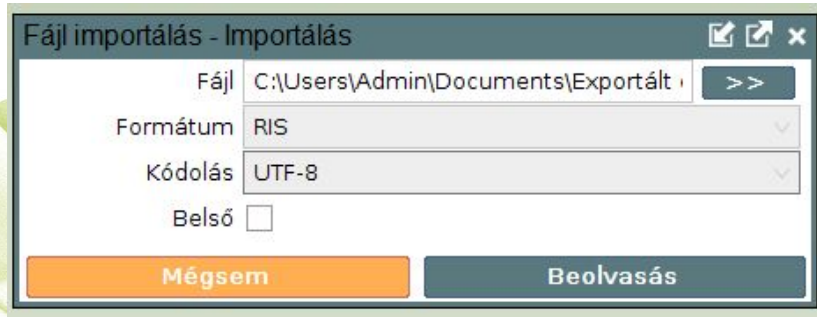 Fájl importálás - Importálás
Fájl C:\Users\Admin\Documents\Exportált >>
Formátum RIS
Kódolás UTF-8
Belső
Mégsem Beolvasás